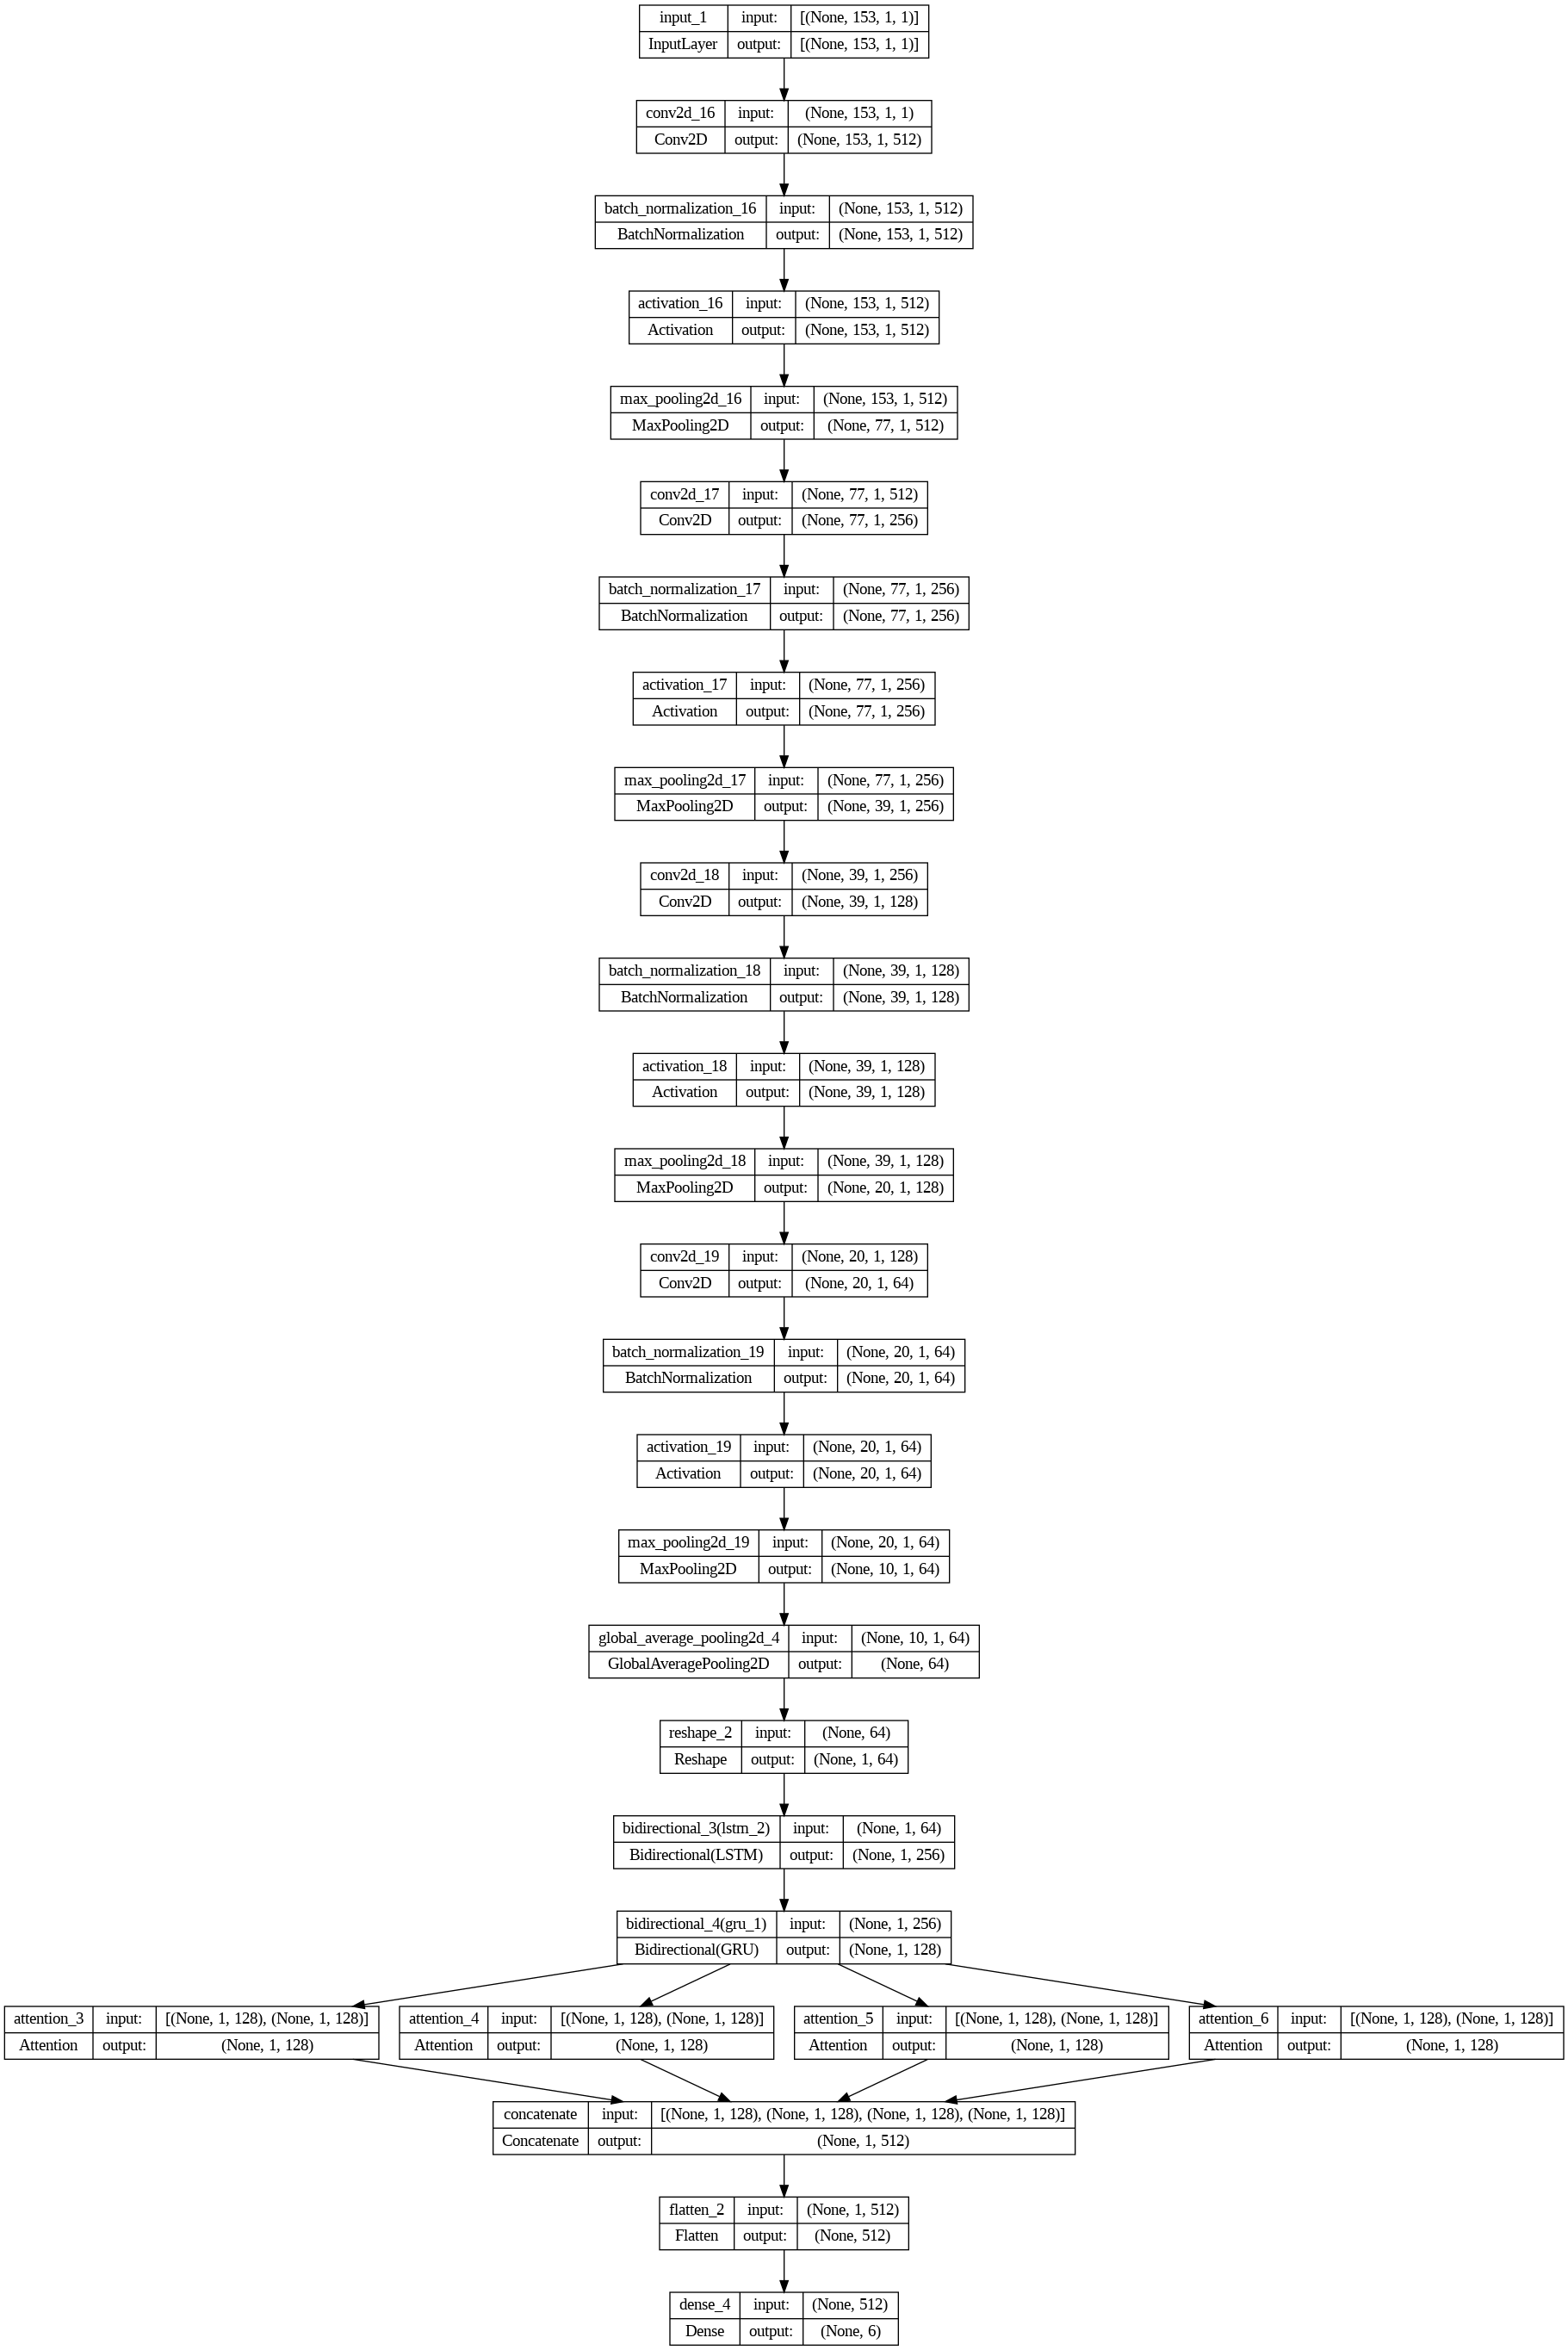 input_1 input: [(None, 153, 1, 1)]
InputLayer output: [(None, 153, 1, 1)]
conv2d_16 input: (None, 153, 1, 1)
Conv2D output: (None, 153, 1, 512)
batch_normalization_16 input: (None, 153, 1, 512)
BatchNormalization output: (None, 153, 1, 512)
activation_16 input: (None, 153, 1, 512)
Activation output: (None, 153, 1, 512)
max_pooling2d_16 input: (None, 153, 1, 512)
MaxPooling2D output: (None, 77, 1, 512)
conv2d_17 input: (None, 77, 1, 512)
Conv2D output: (None, 77, 1, 256)
batch_normalization_17 input: (None, 77, 1, 256)
BatchNormalization output: (None, 77, 1, 256)
activation_17 input: (None, 77, 1, 256)
Activation output: (None, 77, 1, 256)
max_pooling2d_17 input: (None, 77, 1, 256)
MaxPooling2D output: (None, 39, 1, 256)
conv2d_18 input: (None, 39, 1, 256)
Conv2D output: (None, 39, 1, 128)
batch_normalization_18 input: (None, 39, 1, 128)
BatchNormalization output: (None, 39, 1, 128)
activation_18 input: (None, 39, 1, 128)
Activation output: (None, 39, 1, 128)
max_pooling2d_18 input: (None, 39, 1, 128)
MaxPooling2D output: (None, 20, 1, 128)
conv2d_19 input: (None, 20, 1, 128)
Conv2D output: (None, 20, 1, 64)
batch_normalization_19 input: (None, 20, 1, 64)
BatchNormalization output: (None, 20, 1, 64)
activation_19 input: (None, 20, 1, 64)
Activation output: (None, 20, 1, 64)
max_pooling2d_19 input: (None, 20, 1, 64)
MaxPooling2D output: (None, 10, 1, 64)
global_average_pooling2d_4 input: (None, 10, 1, 64)
GlobalAveragePooling2D output: (None, 64)
reshape_2 input: (None, 64)
Reshape output: (None, 1, 64)
bidirectional_3(lstm_2) input: (None, 1, 64)
Bidirectional(LSTM) output: (None, 1, 256)
bidirectional_4(gru_1) input: (None, 1, 256)
Bidirectional(GRU) output: (None, 1, 128)
attention_3 input: [(None, 1, 128), (None, 1, 128)]
Attention output: (None, 1, 128)
attention_4 input: [(None, 1, 128), (None, 1, 128)]
Attention output: (None, 1, 128)
attention_5 input: [(None, 1, 128), (None, 1, 128)]
Attention output: (None, 1, 128)
attention_6 input: [(None, 1, 128), (None, 1, 128)]
Attention output: (None, 1, 128)
concatenate input: [(None, 1, 128), (None, 1, 128), (None, 1, 128), (None, 1, 128)]
Concatenate output: (None, 1, 512)
flatten_2 input: (None, 1, 512)
Flatten output: (None, 512)
dense_4 input: (None, 512)
Dense output: (None, 6)